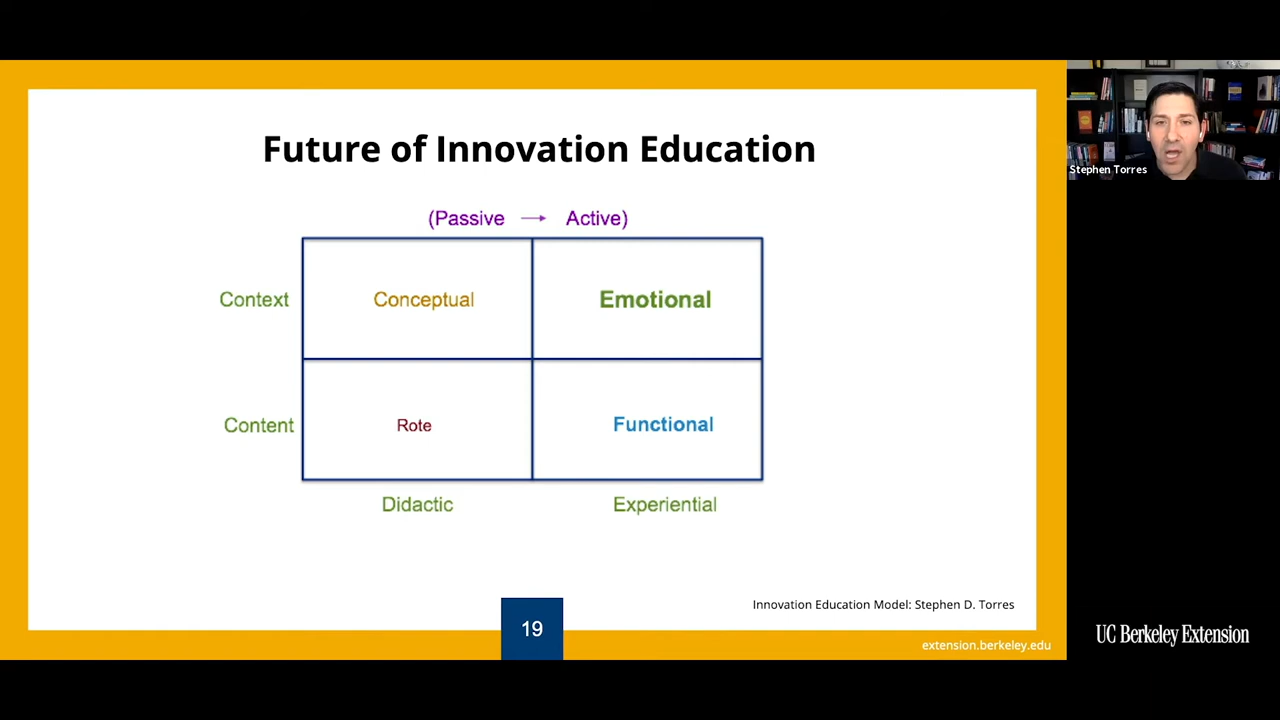 Future of Innovation Education
(Passive → Active)
Context
Conceptual
Emotional
Content
Rote
Functional
Didactic
Experiential
Innovation Education Model: Stephen D. Torres
19
extension.berkeley.edu
Stephen Torres
UC Berkeley Extension